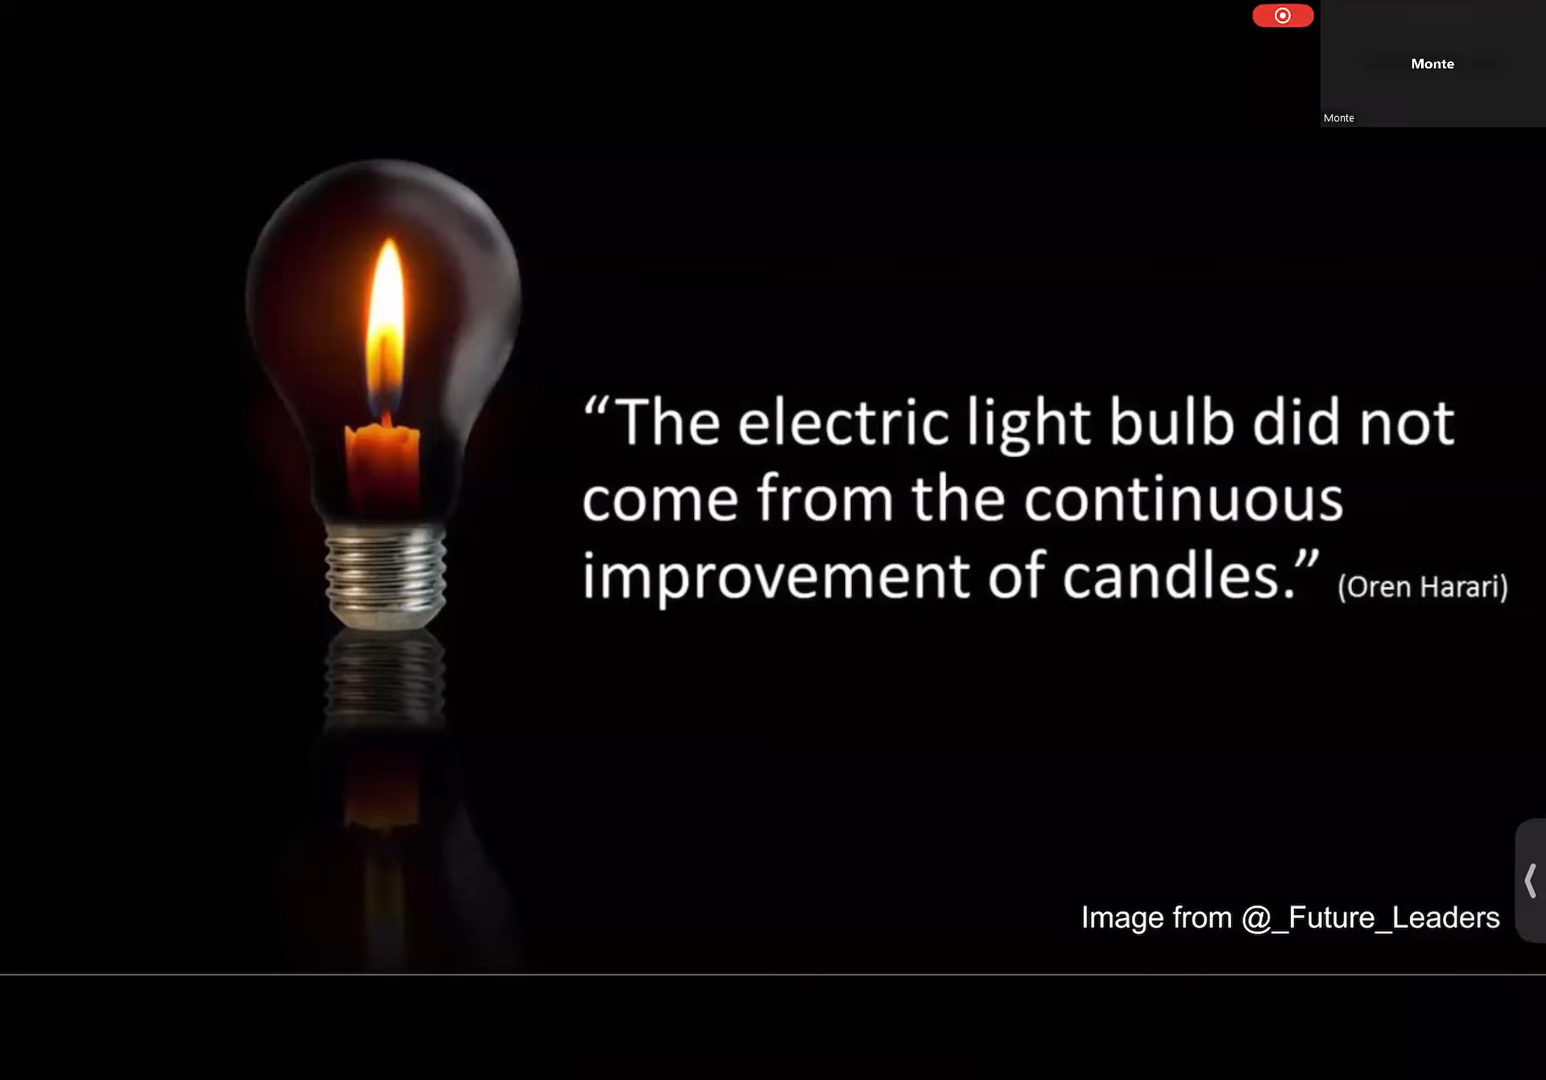 Monte
Monte
“The electric light bulb did not
come from the continuous
improvement of candles.” (Oren Harari)
Image from @_Future_Leaders